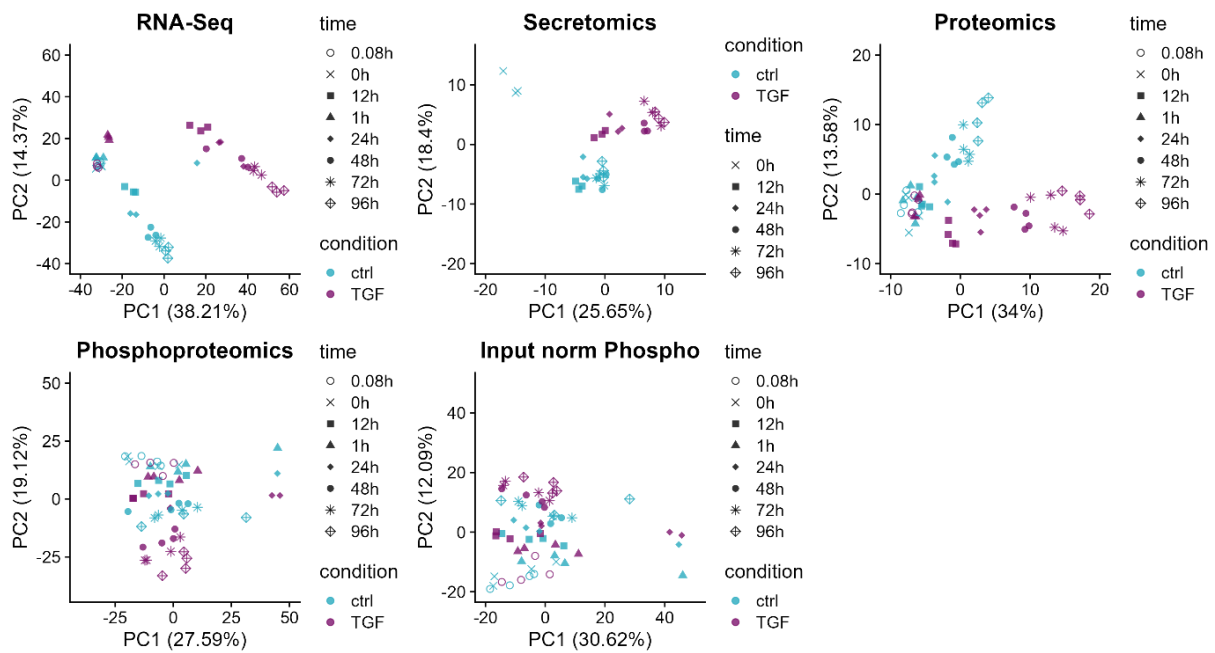 RNA-Seq
60
40
20
0
-20
-40
-40
-20
0
20
40
60
PC2 (14.37%)
PC1 (38.21%)
time
0.08h
0h
12h
1h
24h
48h
72h
96h
condition
ctrl
TGF
Secretomics
20
10
0
-10
-20
-20
-10
0
10
PC2 (18.4%)
PC1 (25.65%)
condition
ctrl
TGF
time
0h
12h
24h
48h
72h
96h
Proteomics
20
10
0
-10
-10
0
10
20
PC2 (13.58%)
PC1 (34%)
time
0.08h
0h
12h
1h
24h
48h
72h
96h
condition
ctrl
TGF
Phosphoproteomics
50
25
0
-25
-25
0
25
50
PC2 (19.12%)
PC1 (27.59%)
time
0.08h
0h
12h
1h
24h
48h
72h
96h
condition
ctrl
TGF
Input norm Phospho
40
20
0
-20
-20
0
20
40
60
PC2 (12.09%)
PC1 (30.62%)
time
0.08h
0h
12h
1h
24h
48h
72h
96h
condition
ctrl
TGF